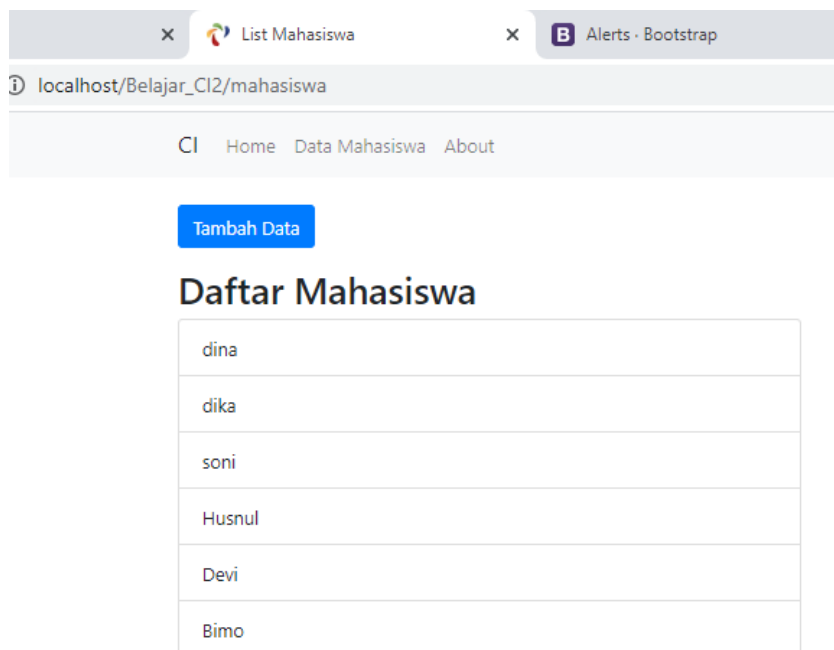 List Mahasiswa
B Alerts · Bootstrap
localhost/Belajar_CI2/mahasiswa
CI Home Data Mahasiswa About
Tambah Data
Daftar Mahasiswa
dina
dika
soni
Husnul
Devi
Bimo